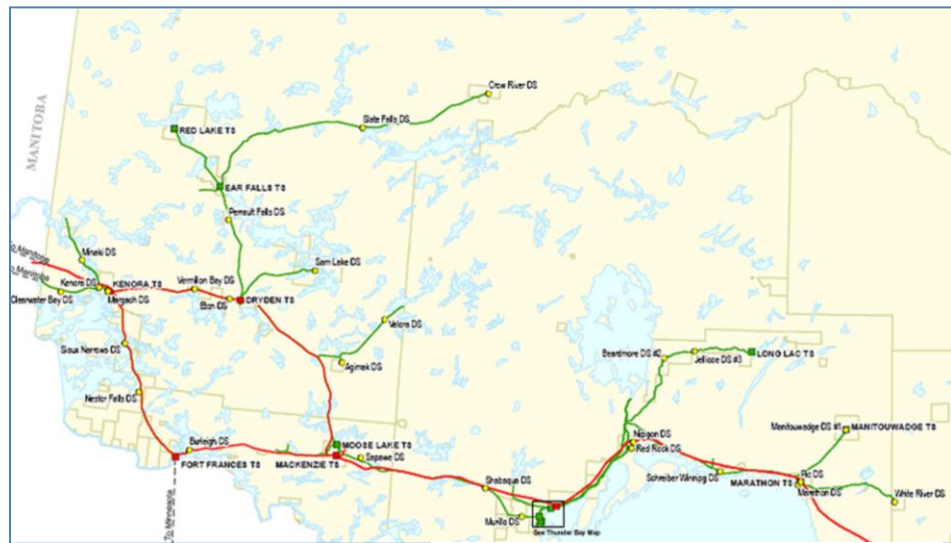 MANITOBA
Crow River DS
Slate Falls DS
RED LAKE TS
EAR FALLS TS
Perrault Falls DS
Sam Lake DS
Minaki DS
Manitoba
Kenora DS
KENORA TS
Vermilion Bay DS
Clearwater Bay DS
Margach DS
Eton DS
DRYDEN TS
Valora DS
Sioux Narrows DS
Agimak DS
Beardmore DS #2
Jellicoe DS #3
LONG LAC TS
Nestor Falls DS
Burleigh DS
MOOSE LAKE TS
Sapawe DS
FORT FRANCES TS
MACKENZIE TS
Nipigon DS
Red Rock DS
Manitouwadge DS #1
MANITOUWADGE TS
Shabaqua DS
Schreiber Winnipg DS
Pic DS
MARATHON TS
Marathon DS
White River DS
Murillo DS
See Thunder Bay Map
To Minnesota